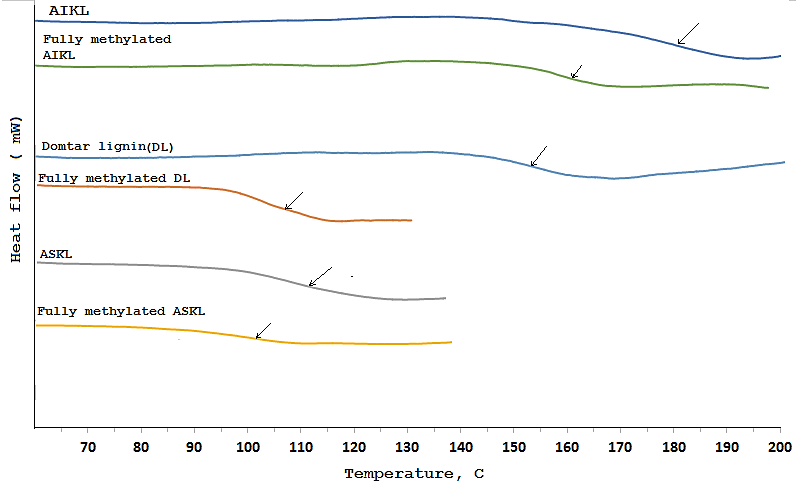 AIKL
Fully methylated
AIKL
Domtar lignin(DL)
Fully methylated DL
ASKL
Fully methylated ASKL
Heat flow ( mW)
70 80 90 100 110 120 130 140 150 160 170 180 190 200
Temperature, C